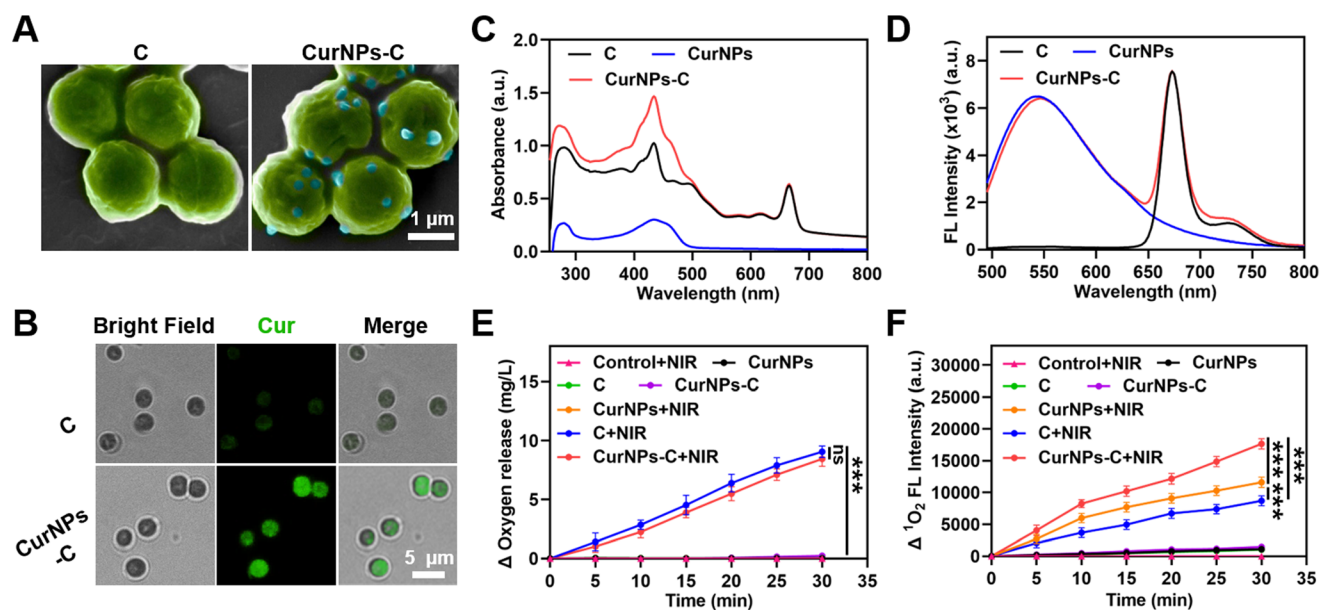 A
C
CurNPs-C
1 μm
B
Bright Field
Cur
Merge
C
CurNPs
-C
5 μm
C
2.0
1.5
1.0
0.5
0.0
Absorbance (a.u.)
C
CurNPs
CurNPs-C
300
400
500
600
700
800
Wavelength (nm)
D
8
6
4
2
0
FL Intensity (x10³) (a.u.)
C
CurNPs
CurNPs-C
500
550
600
650
700
750
800
Wavelength (nm)
E
15
10
5
0
Δ Oxygen release (mg/L)
Control+NIR
CurNPs
C
CurNPs-C
CurNPs+NIR
C+NIR
CurNPs-C+NIR
ns
***
0
5
10
15
20
25
30
35
Time (min)
F
30000
25000
20000
15000
10000
5000
0
Δ ¹O₂ FL Intensity (a.u.)
Control+NIR
CurNPs
C
CurNPs-C
CurNPs+NIR
C+NIR
CurNPs-C+NIR
***
***
***
0
5
10
15
20
25
30
35
Time (min)